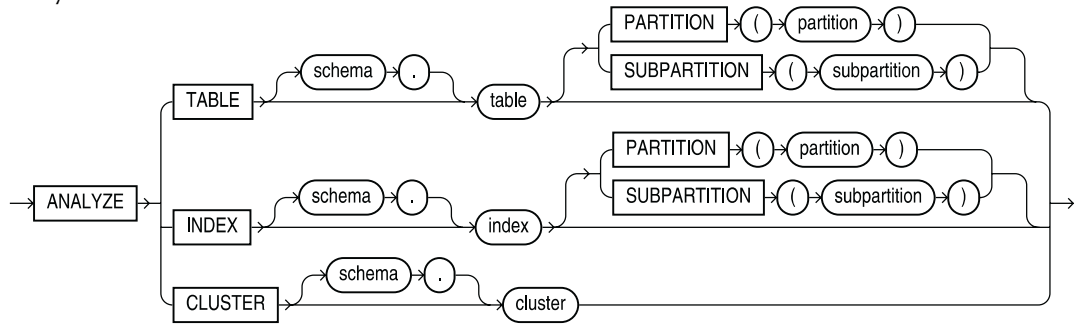 PARTITION ( partition )
schema . SUBPARTITION ( subpartition )
TABLE table
PARTITION ( partition )
ANALYZE schema . SUBPARTITION ( subpartition )
INDEX index
schema .
CLUSTER cluster